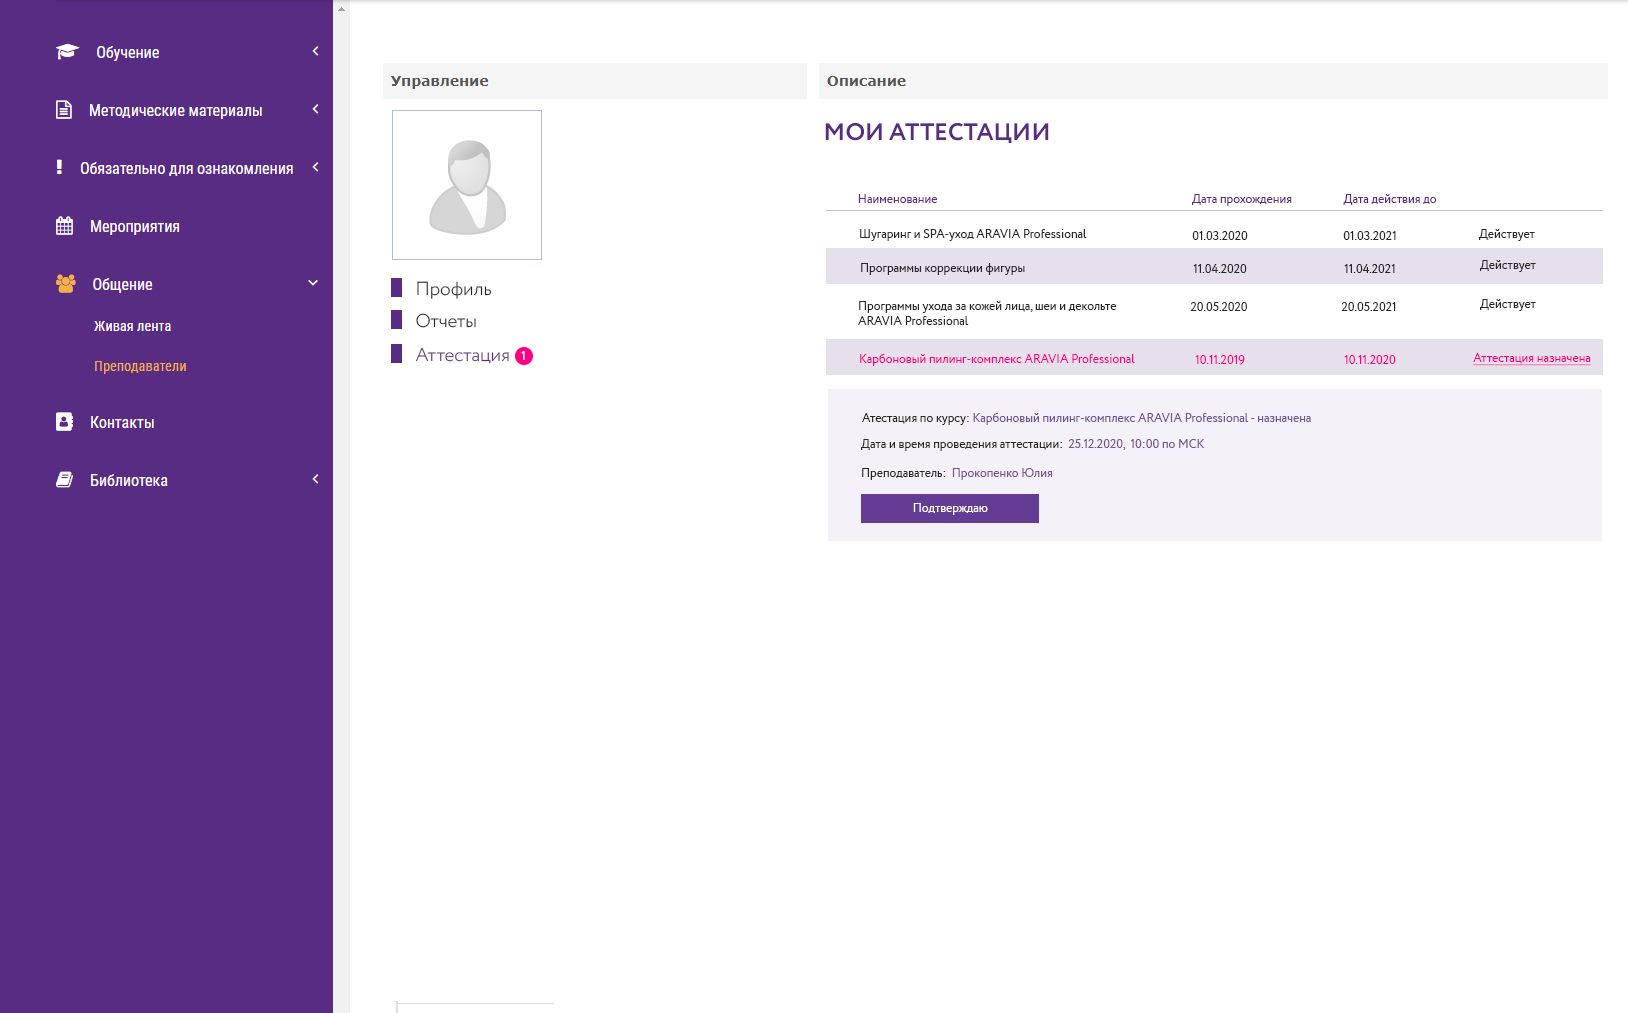 Обучение
Методические материалы
Обязательно для ознакомления
Мероприятия
Общение
Живая лента
Преподаватели
Контакты
Библиотека
Управление
Профиль
Отчеты
Аттестация 1
Описание
МОИ АТТЕСТАЦИИ
Наименование Дата прохождения Дата действия до
Шугаринг и SPA-уход ARAVIA Professional 01.03.2020 01.03.2021 Действует
Программы коррекции фигуры 11.04.2020 11.04.2021 Действует
Программы ухода за кожей лица, шеи и декольте 20.05.2020 20.05.2021 Действует
ARAVIA Professional
Карбоновый пилинг-комплекс ARAVIA Professional 10.11.2019 10.11.2020 Аттестация назначена
Атестация по курсу: Карбоновый пилинг-комплекс ARAVIA Professional - назначена
Дата и время проведения аттестации: 25.12.2020, 10:00 по МСК
Преподаватель: Прокопенко Юлия
Подтверждаю